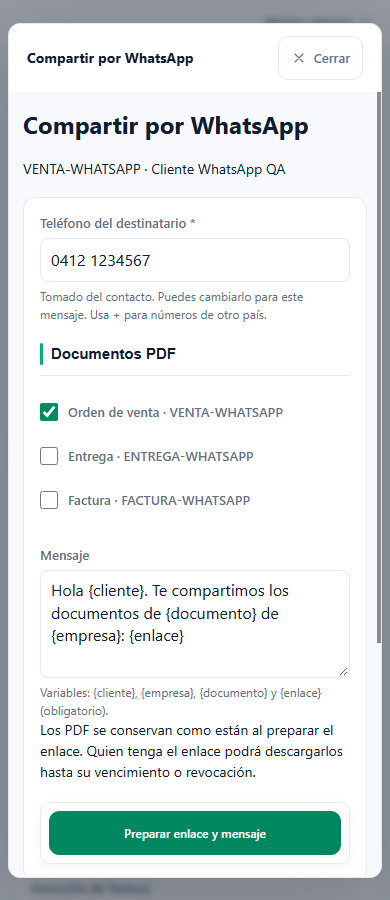 Compartir por WhatsApp
Cerrar
Compartir por WhatsApp
VENTA-WHATSAPP · Cliente WhatsApp QA
Teléfono del destinatario *
0412 1234567
Tomado del contacto. Puedes cambiarlo para este
mensaje. Usa + para números de otro país.
Documentos PDF
Orden de venta · VENTA-WHATSAPP
Entrega · ENTREGA-WHATSAPP
Factura · FACTURA-WHATSAPP
Mensaje
Hola {cliente}. Te compartimos los
documentos de {documento} de
{empresa}: {enlace}
Variables: {cliente}, {empresa}, {documento} y {enlace}
(obligatorio).
Los PDF se conservan como están al preparar el
enlace. Quien tenga el enlace podrá descargarlos
hasta su vencimiento o revocación.
Preparar enlace y mensaje